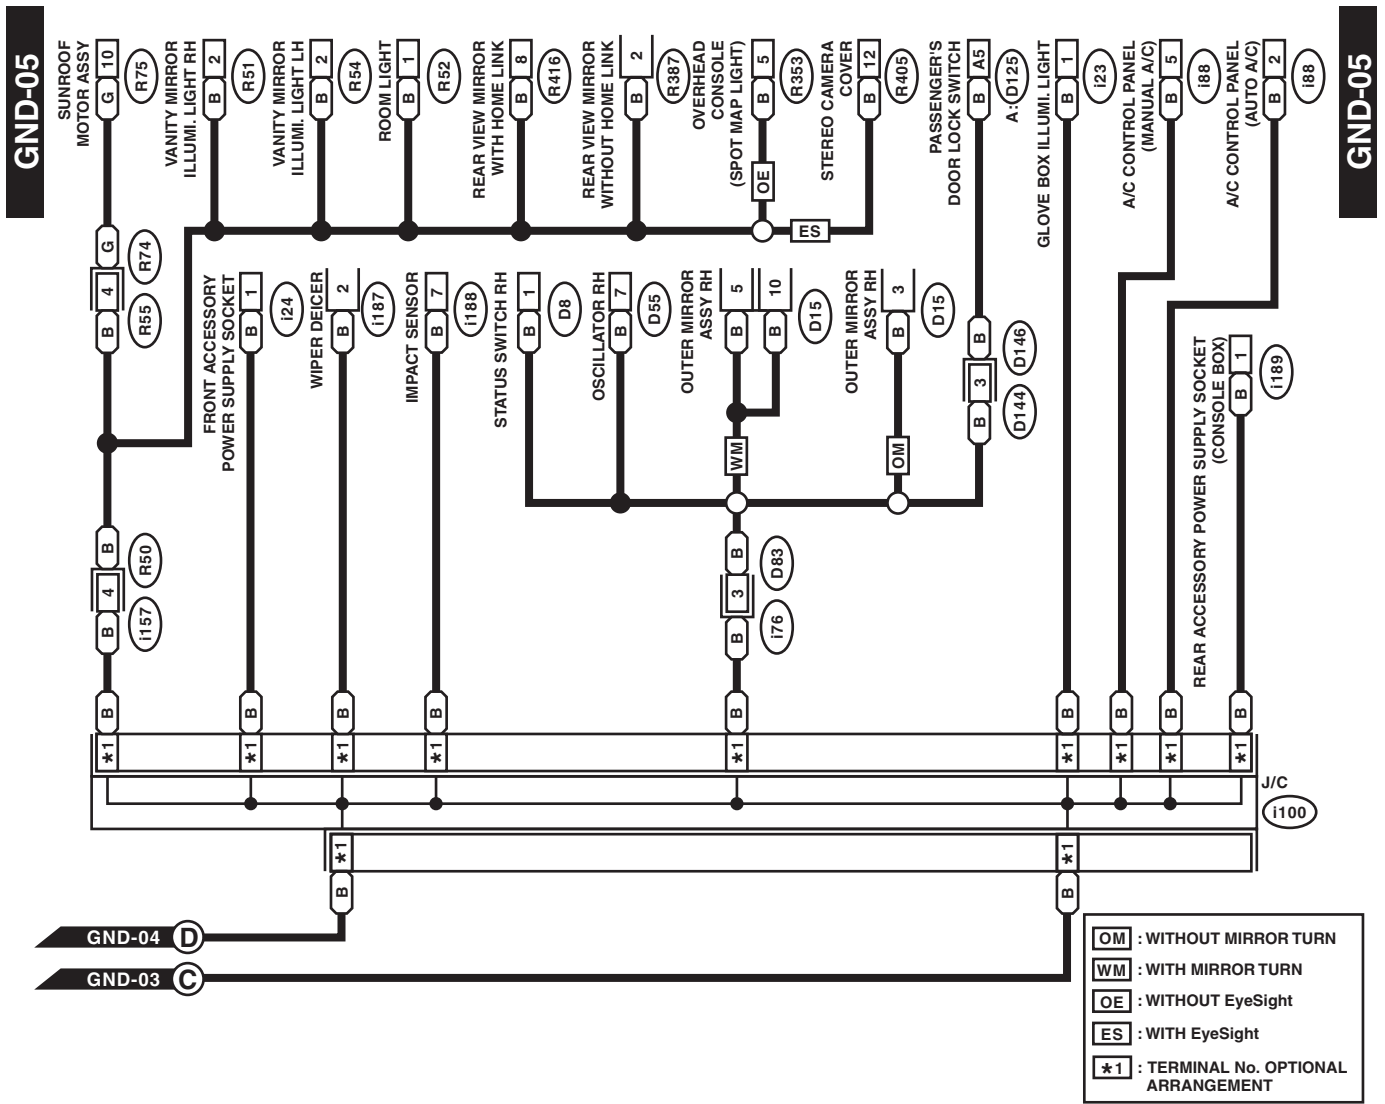 GND-05
GND-05
SUNROOF
MOTOR ASSY
10
G
R75
VANITY MIRROR
ILLUMI. LIGHT RH
2
B
R51
VANITY MIRROR
ILLUMI. LIGHT LH
2
B
R54
ROOM LIGHT
1
B
R52
REAR VIEW MIRROR
WITH HOME LINK
8
B
R416
REAR VIEW MIRROR
WITHOUT HOME LINK
2
B
R387
OVERHEAD
CONSOLE
(SPOT MAP LIGHT)
5
B
R353
OE
STEREO CAMERA
COVER
12
B
R405
ES
PASSENGER'S
DOOR LOCK SWITCH
A5
B
A: D125
GLOVE BOX ILLUMI. LIGHT
1
B
i23
A/C CONTROL PANEL
(MANUAL A/C)
5
B
i88
A/C CONTROL PANEL
(AUTO A/C)
2
B
i88
G
4
B
R74
R55
FRONT ACCESSORY
POWER SUPPLY SOCKET
1
B
i24
WIPER DEICER
2
B
i187
IMPACT SENSOR
7
B
i188
STATUS SWITCH RH
1
B
D8
OSCILLATOR RH
7
B
D55
OUTER MIRROR
ASSY RH
5
B
10
B
D15
WM
OUTER MIRROR
ASSY RH
3
B
D15
OM
B
3
B
D146
D144
REAR ACCESSORY POWER SUPPLY SOCKET
(CONSOLE BOX)
1
B
i189
B
4
B
R50
i157
B
3
B
D83
i76
B
B
B
B
B
B
B
B
B
*1
*1
*1
*1
*1
*1
*1
*1
*1
J/C
i100
*1
*1
B
B
GND-04 D
GND-03 C
OM : WITHOUT MIRROR TURN
WM : WITH MIRROR TURN
OE : WITHOUT EyeSight
ES : WITH EyeSight
*1 : TERMINAL No. OPTIONAL
ARRANGEMENT